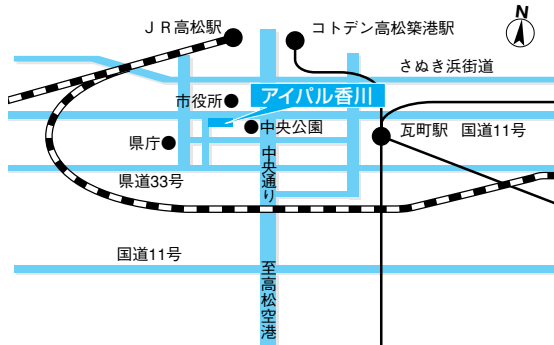 JR高松駅
コトデン高松築港駅
N
さぬき浜街道
市役所
アイパル香川
中央公園
瓦町駅 国道11号
県庁
中央通り
県道33号
国道11号
至高松空港